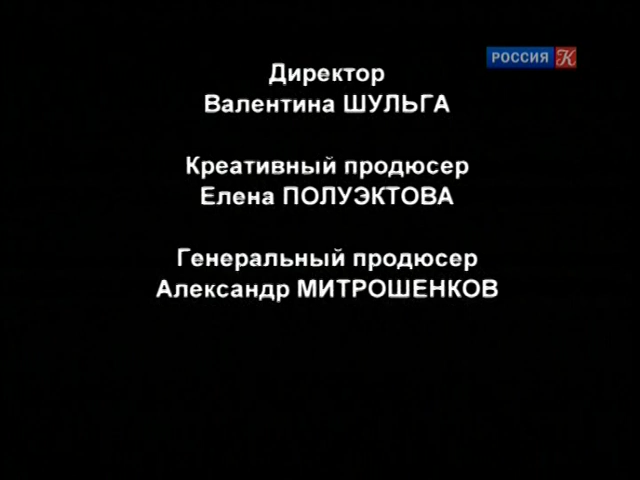 РОССИЯ К
Директор
Валентина ШУЛЬГА
Креативный продюсер
Елена ПОЛУЭКТОВА
Генеральный продюсер
Александр МИТРОШЕНКОВ